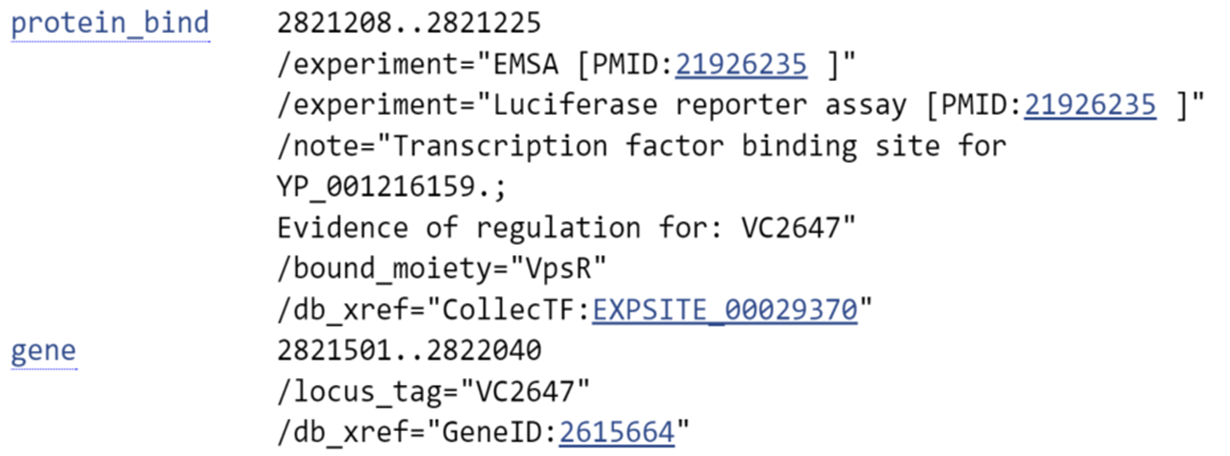 protein_bind 2821208..2821225
/experiment="EMSA [PMID:21926235 ]"
/experiment="Luciferase reporter assay [PMID:21926235 ]"
/note="Transcription factor binding site for
YP_001216159.;
Evidence of regulation for: VC2647"
/bound_moiety="VpsR"
/db_xref="CollecTF:EXPSITE_00029370"
gene 2821501..2822040
/locus_tag="VC2647"
/db_xref="GeneID:2615664"